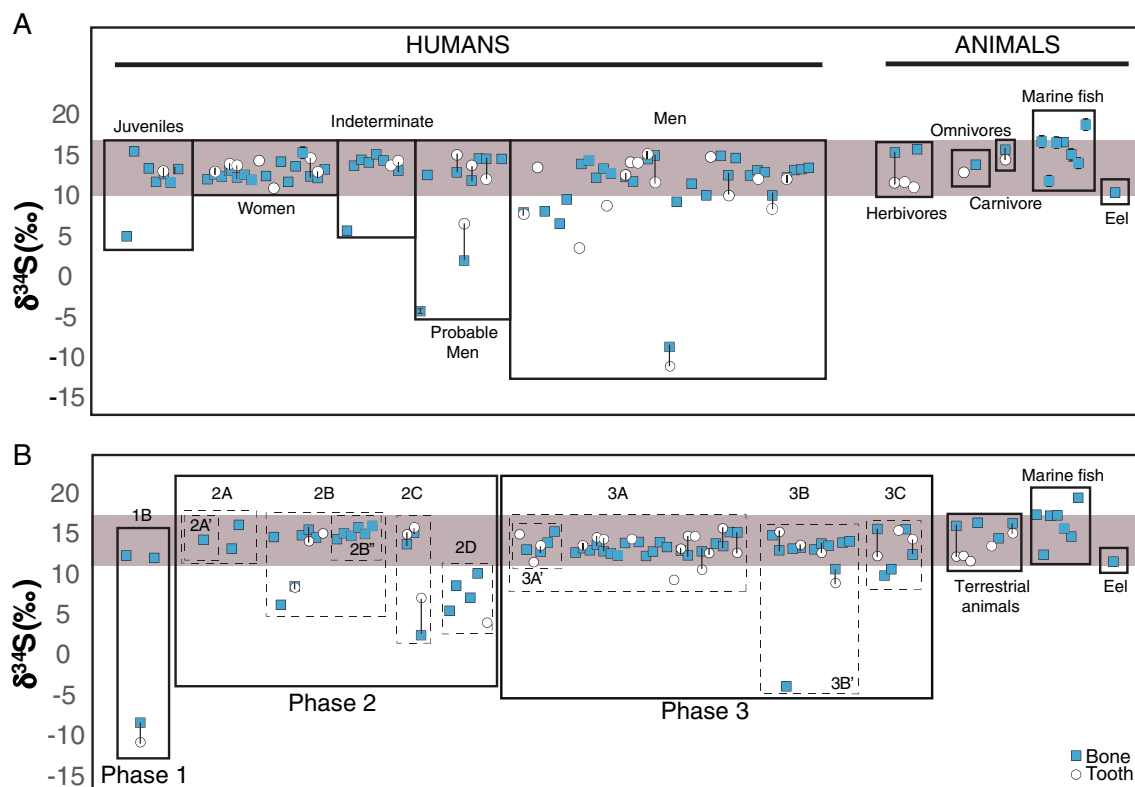 A
HUMANS
ANIMALS
Marine fish
Juveniles
Indeterminate
Men
Omnivores
Women
Herbivores
Carnivore
Eel
Probable
Men
δ³⁴S(‰)
20
15
10
5
0
-5
-10
-15
B
2A
2B
2C
3A
3B
3C
Marine fish
1B
2A'
2B''
2D
3A'
Terrestrial
animals
Eel
3B'
Phase 2
Phase 3
Phase 1
δ³⁴S(‰)
20
15
10
5
0
-5
-10
-15
Bone
Tooth